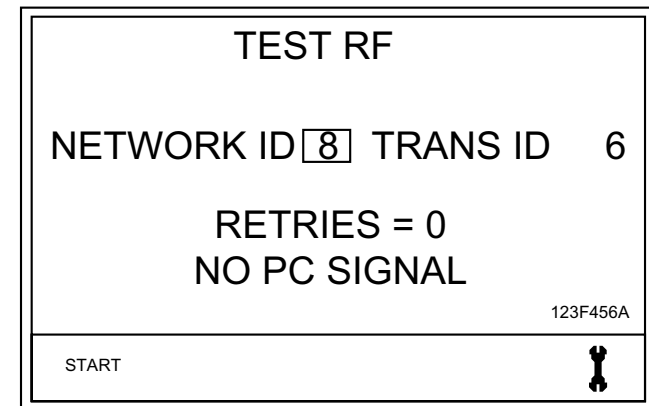 TEST RF
NETWORK ID 8 TRANS ID 6
RETRIES = 0
NO PC SIGNAL
123F456A
START